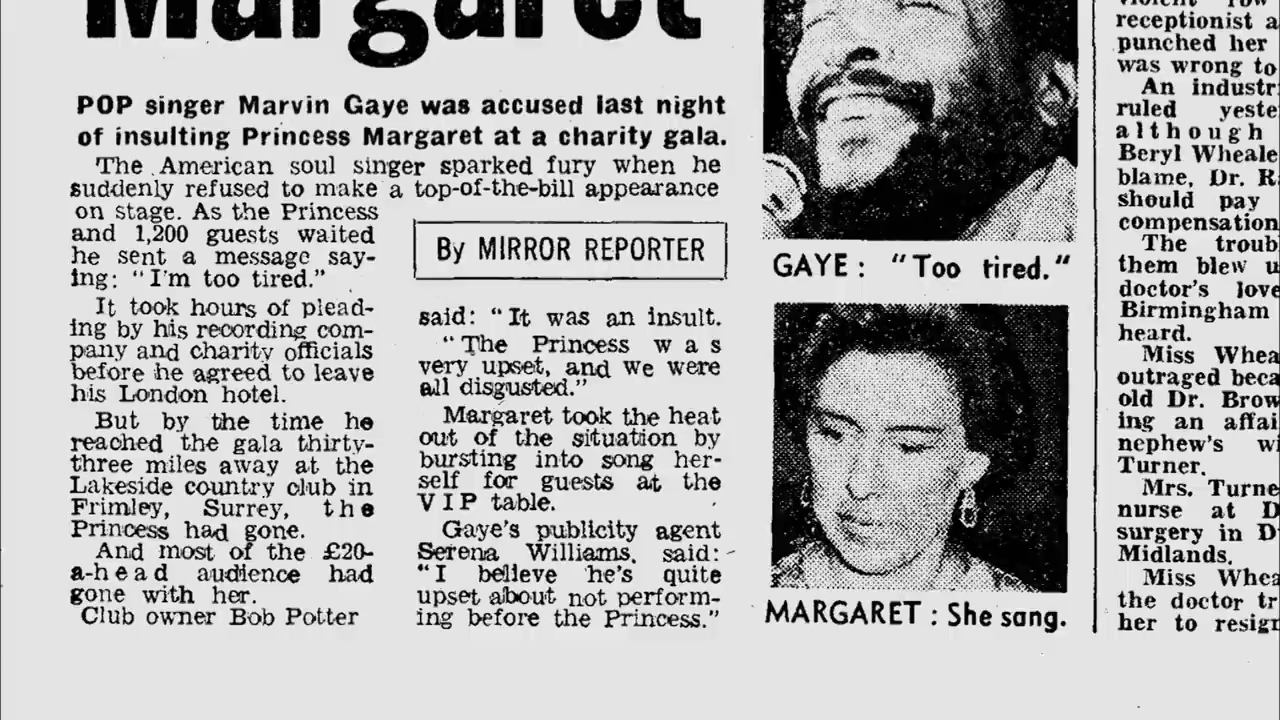 Margaret
POP singer Marvin Gaye was accused last night
of insulting Princess Margaret at a charity gala.
The American soul singer sparked fury when he
suddenly refused to make a top-of-the-bill appearance
on stage. As the Princess
and 1,200 guests waited
he sent a message say-
ing: "I'm too tired."
It took hours of plead-
ing by his recording com-
pany and charity officials
before he agreed to leave
his London hotel.
But by the time he
reached the gala thirty-
three miles away at the
Lakeside country club in
Frimley, Surrey, the
Princess had gone.
And most of the £20-
a-head audience had
gone with her.
Club owner Bob Potter
By MIRROR REPORTER
said: "It was an insult.
"The Princess was
very upset, and we were
all disgusted."
Margaret took the heat
out of the situation by
bursting into song her-
self for guests at the
VIP table.
Gaye's publicity agent
Serena Williams, said:
"I believe he's quite
upset about not perform-
ing before the Princess."
GAYE: "Too tired."
MARGARET: She sang.
violent row
receptionist a
punched her
was wrong to
An industri
ruled yeste
although
Beryl Wheale
blame, Dr. Ra
should pay
compensation
The troub
them blew u
doctor's love
Birmingham
heard.
Miss Whea
outraged beca
old Dr. Brow
ing an affai
nephew's wi
Turner.
Mrs. Turne
nurse at D
surgery in D
Midlands.
Miss Whea
the doctor tr
her to resign